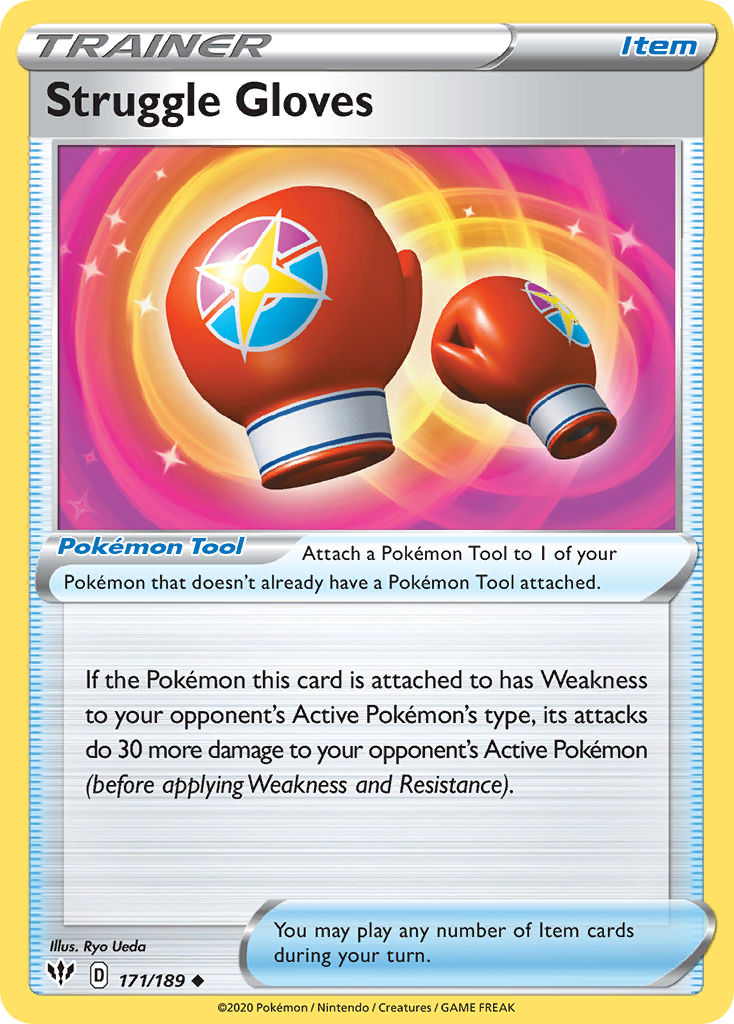 TRAINER
Item
Struggle Gloves
Pokémon Tool
Attach a Pokémon Tool to 1 of your
Pokémon that doesn't already have a Pokémon Tool attached.
If the Pokémon this card is attached to has Weakness
to your opponent's Active Pokémon's type, its attacks
do 30 more damage to your opponent's Active Pokémon
(before applying Weakness and Resistance).
You may play any number of Item cards
during your turn.
Illus. Ryo Ueda
D 171/189 ◆
©2020 Pokémon / Nintendo / Creatures / GAME FREAK